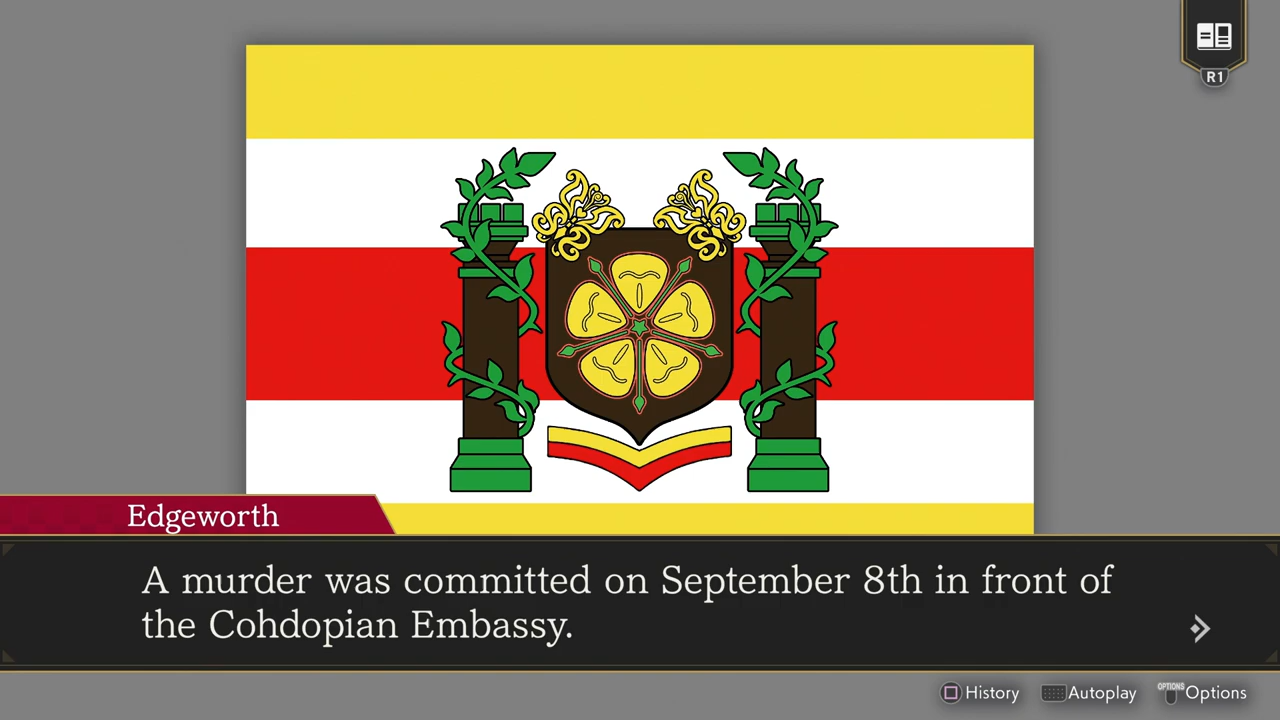 R1
Edgeworth
A murder was committed on September 8th in front of
the Cohdopian Embassy.
History
Autoplay
OPTIONS
Options